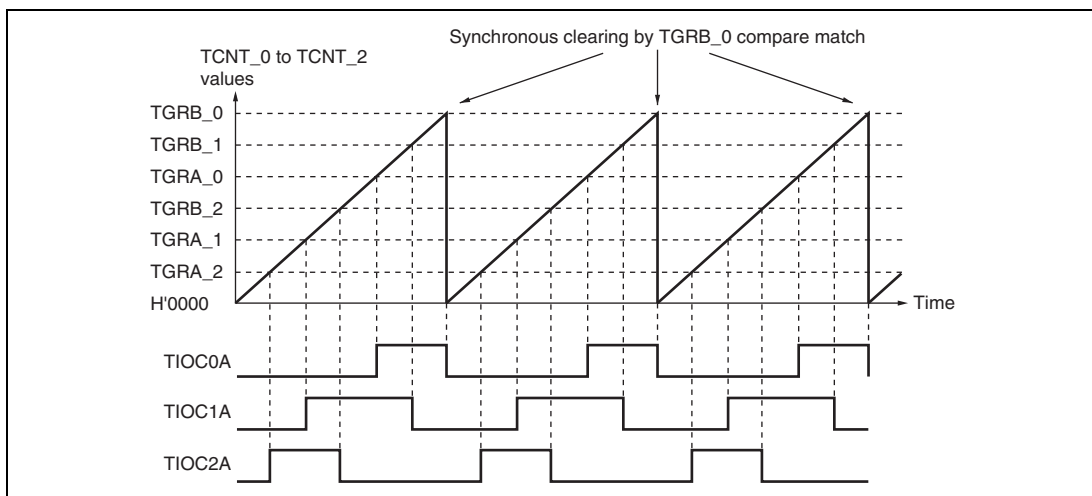 Synchronous clearing by TGRB_0 compare match
TCNT_0 to TCNT_2
values
TGRB_0
TGRB_1
TGRA_0
TGRB_2
TGRA_1
TGRA_2
H'0000
Time
TIOC0A
TIOC1A
TIOC2A